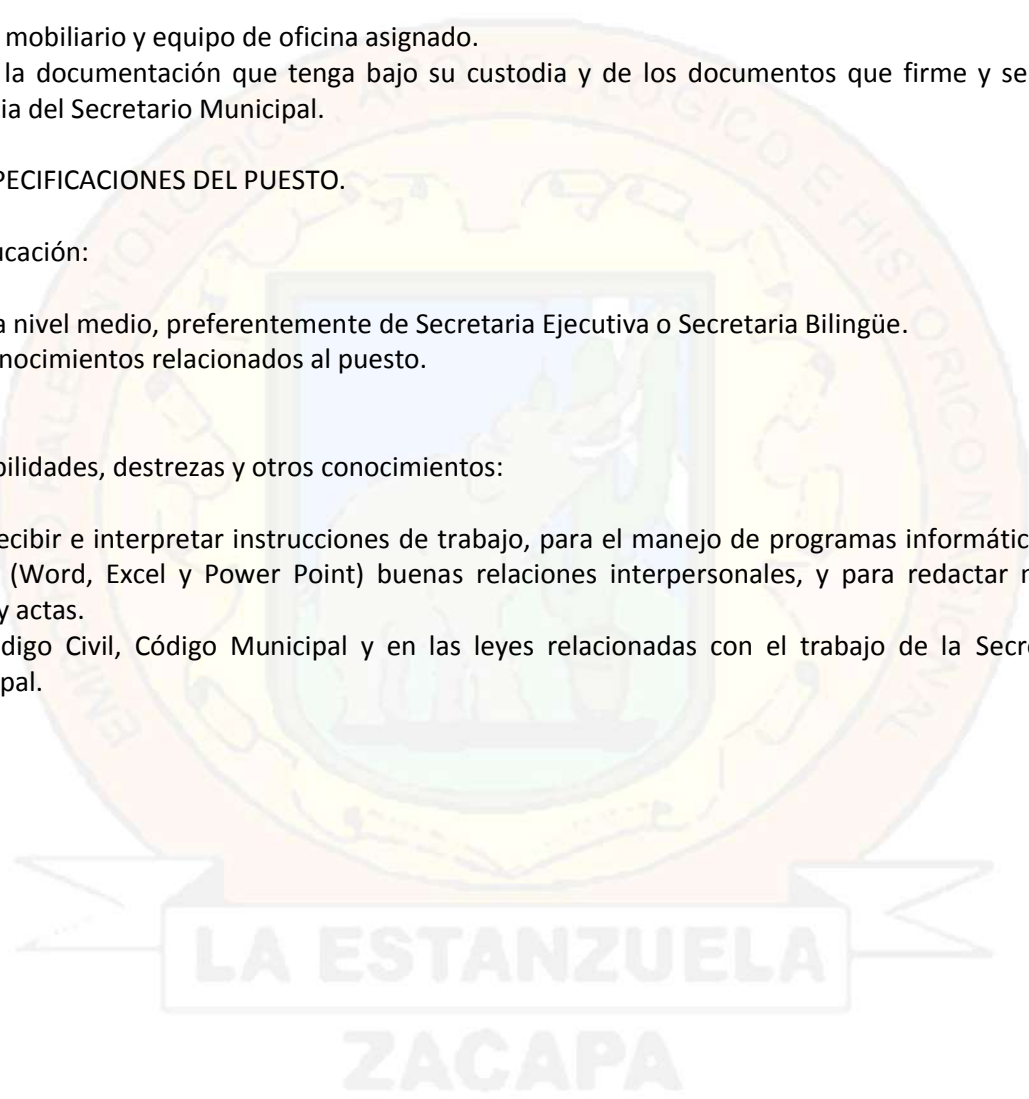 mobiliario y equipo de oficina asignado.
la documentación que tenga bajo su custodia y de los documentos que firme y se
ia del Secretario Municipal.
PECIFICACIONES DEL PUESTO.
ucación:
a nivel medio, preferentemente de Secretaria Ejecutiva o Secretaria Bilingüe.
nocimientos relacionados al puesto.
bilidades, destrezas y otros conocimientos:
ecibir e interpretar instrucciones de trabajo, para el manejo de programas informátic
(Word, Excel y Power Point) buenas relaciones interpersonales, y para redactar
y actas.
digo Civil, Código Municipal y en las leyes relacionadas con el trabajo de la Secr
pal.
LA ESTANZUELA
ZACAPA